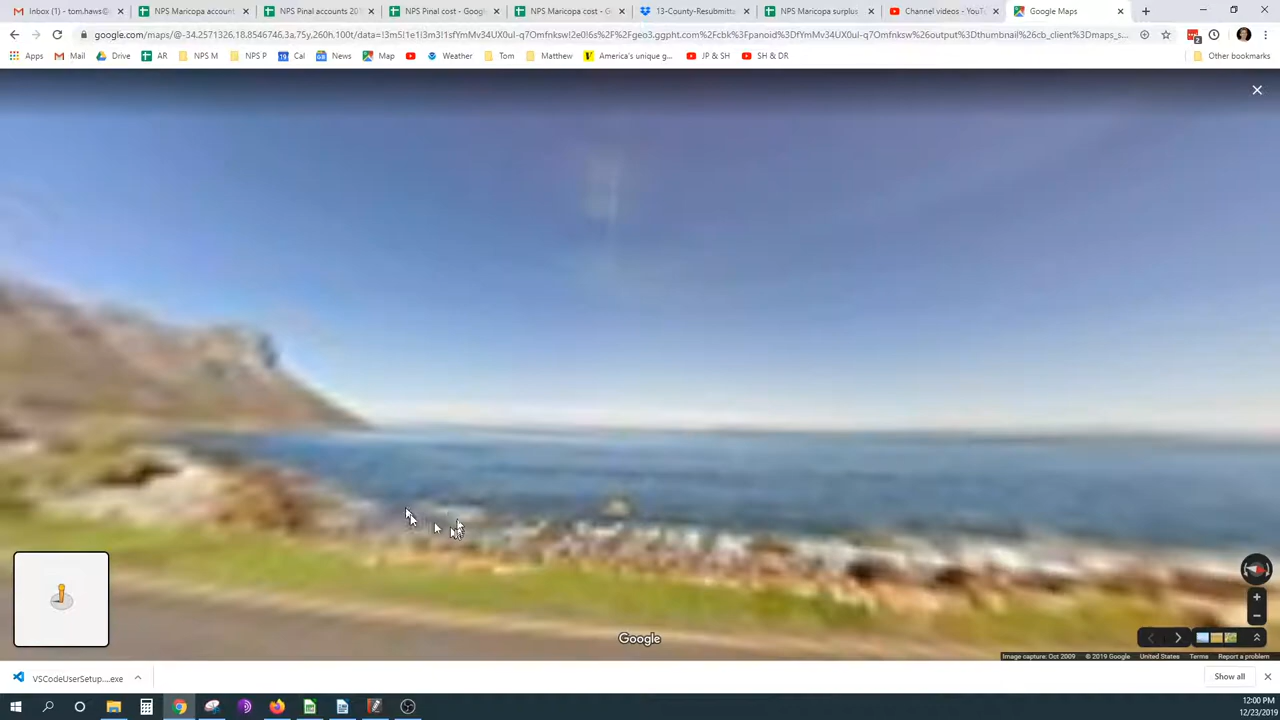 Inbox (1) - tom.haws@
NPS Maricopa account
NPS Pinal accounts 201
NPS Pinal cost - Google
NPS Maricopa cost - G
13-County-Resubmitta
NPS Maricopa surplus
Channel videos - YouTu
Google Maps
google.com/maps/@-34.2571326,18.8546746,3a,75y,260h,100t/data=!3m5!1e1!3m3!1sfYmMv34UX0ul-q7Omfnksw!2e0!6s%2F%2Fgeo3.ggpht.com%2Fcbk%3Fpanoid%3DfYmMv34UX0ul-q7Omfnksw%26output%3Dthumbnail%26cb_client%3Dmaps_s...
Apps
Mail
Drive
AR
NPS M
NPS P
Cal
News
Map
Weather
Tom
Matthew
America's unique g...
JP & SH
SH & DR
Other bookmarks
Google
Image capture: Oct 2009
© 2019 Google
United States
Terms
Report a problem
VSCodeUserSetup....exe
Show all
12:00 PM
12/23/2019